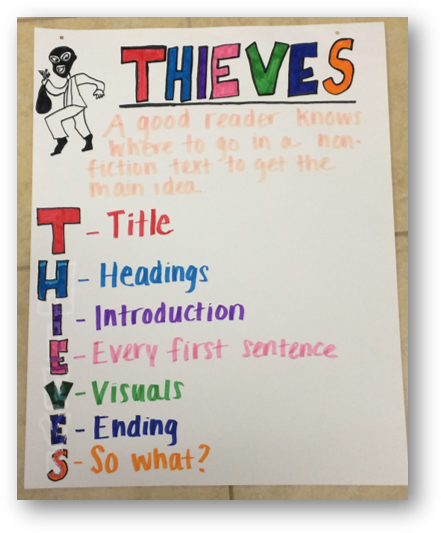 THIEVES
A good reader knows
where to go in a non-
fiction text to get the
main idea.
T - Title
H - Headings
I - Introduction
E - Every first sentence
V - Visuals
E - Ending
S - So what?